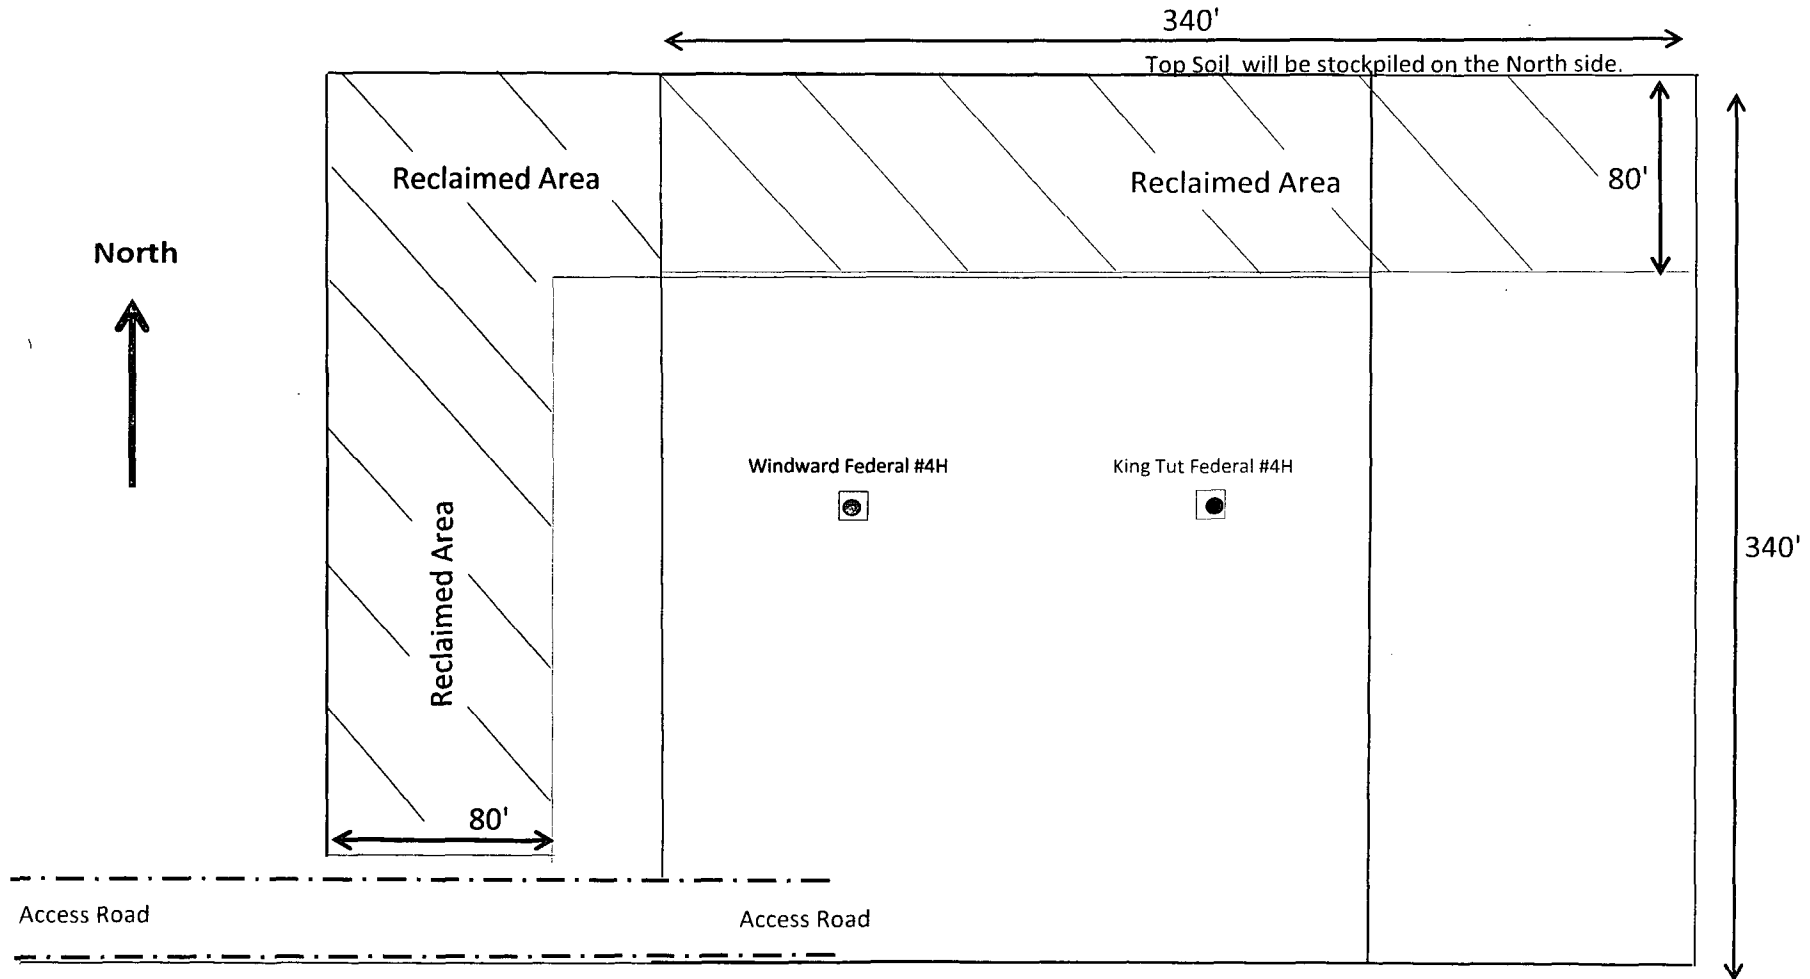 340'
Top Soil will be stockpiled on the North side.
Reclaimed Area
Reclaimed Area
80'
North
Windward Federal #4H
King Tut Federal #4H
340'
Reclaimed Area
80'
Access Road
Access Road